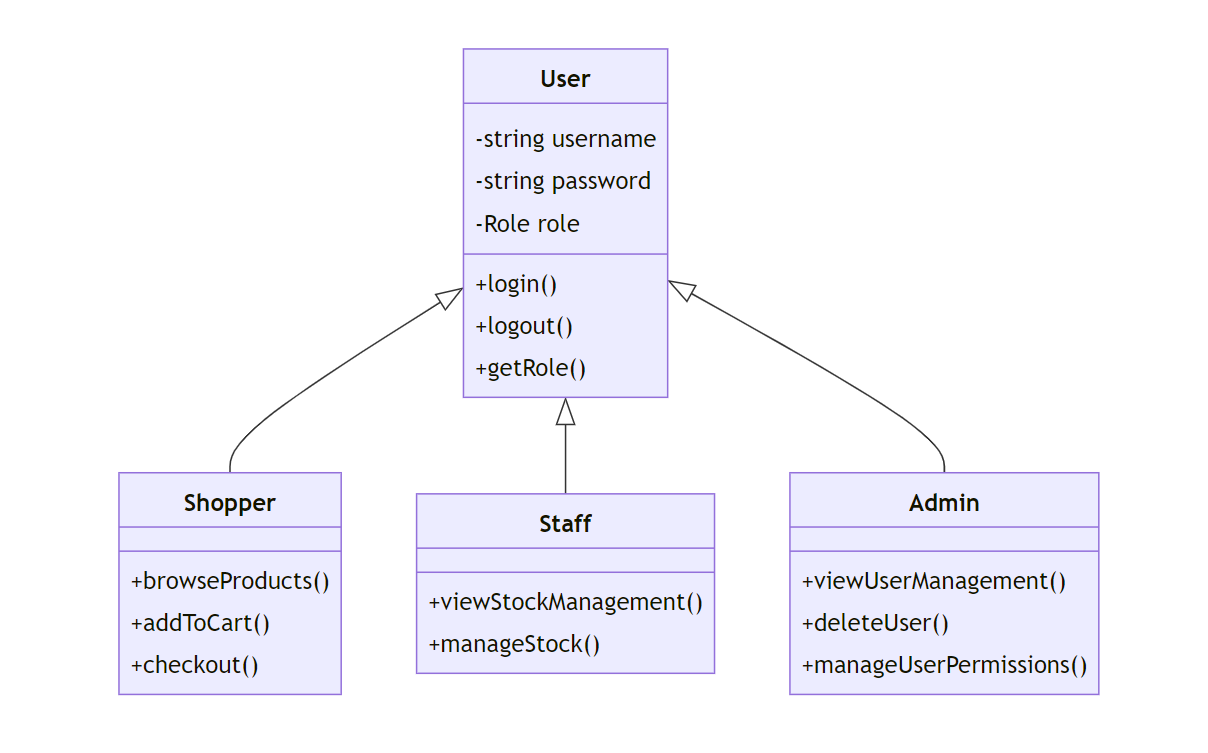 User
-string username
-string password
-Role role
+login()
+logout()
+getRole()
Shopper
+browseProducts()
+addToCart()
+checkout()
Staff
+viewStockManagement()
+manageStock()
Admin
+viewUserManagement()
+deleteUser()
+manageUserPermissions()